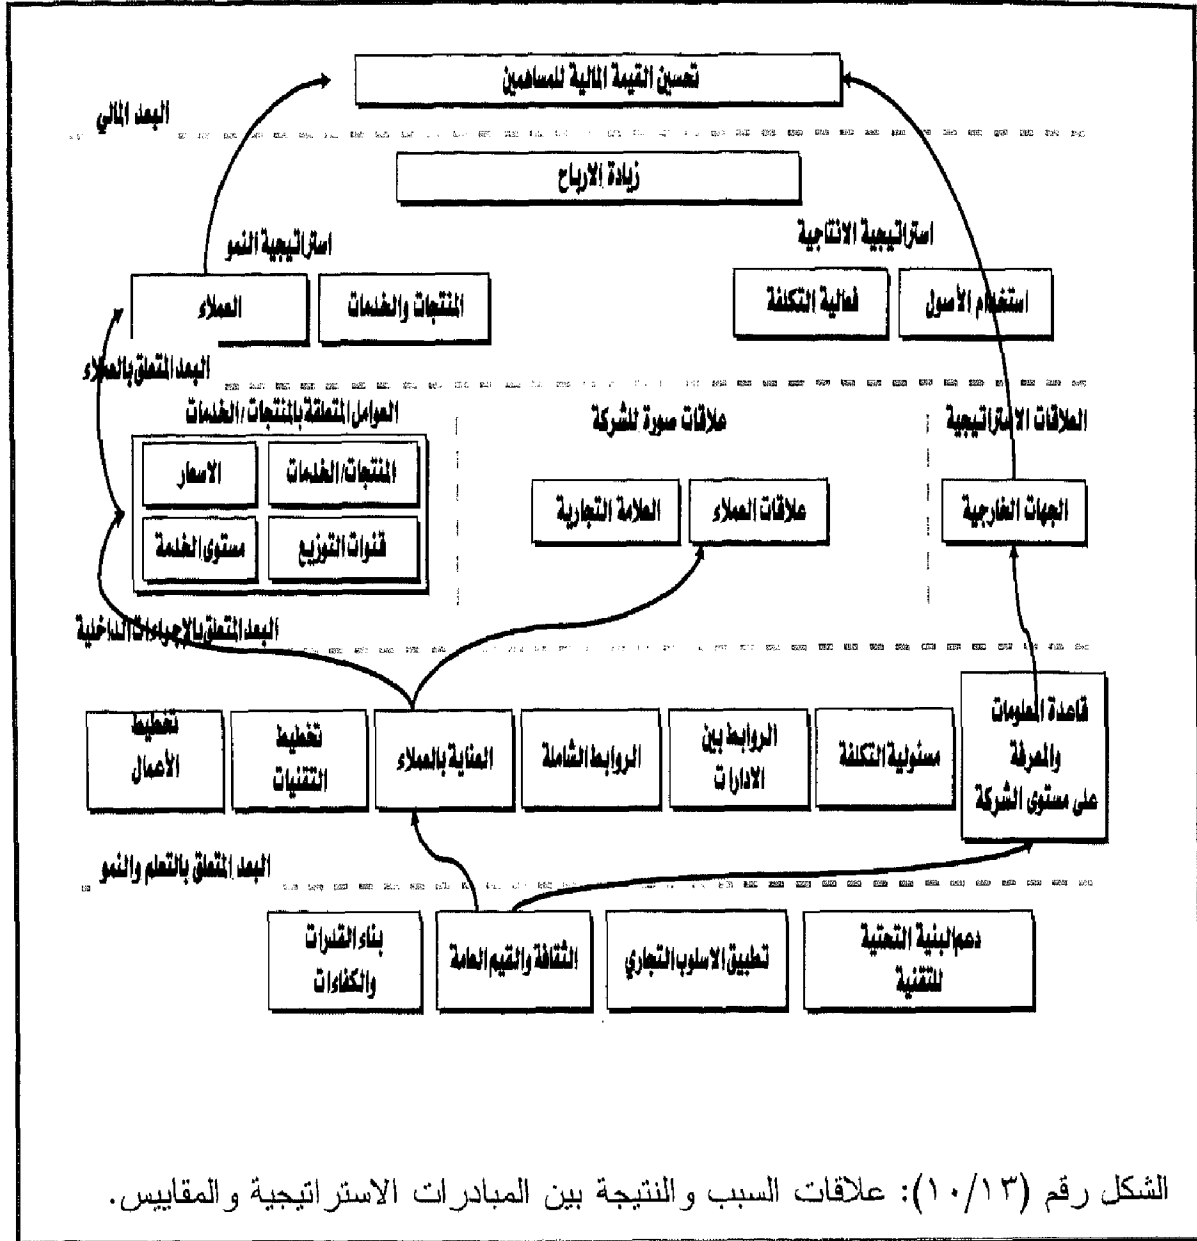 تحسين القيمة المالية للمساهمين
البعد المالي
زيادة الارباح
استراتيجية الانتاجية
استراتيجية النمو
استخدام الأصول
فعالية التكلفة
المنتجات والخدمات
العملاء
البعد المتعلق بالعملاء
العلاقات الاستراتيجية
علاقات صورة للشركة
العوامل المتعلقة بالمنتجات/الخدمات
الجهات الخارجية
علاقات العملاء
العلامة التجارية
المنتجات/الخدمات
الاسعار
قنوات التوزيع
مستوى الخدمة
البعد المتعلق بالإجراءات الداخلية
قاعدة المعلومات
والمعرفة
على مستوى الشركة
مسئولية التكلفة
الروابط بين
الادارات
الروابط الشاملة
العناية بالعملاء
تخطيط
التقنيات
تخطيط
الأعمال
البعد المتعلق بالتعلم والنمو
دعم البنية التحتية
للتقنية
تطبيق الاسلوب التجاري
الثقافة والقيم العامة
بناء القدرات
والكفاءات
الشكل رقم (١٠/١٣): علاقات السبب والنتيجة بين المبادرات الاستراتيجية والمقاييس.